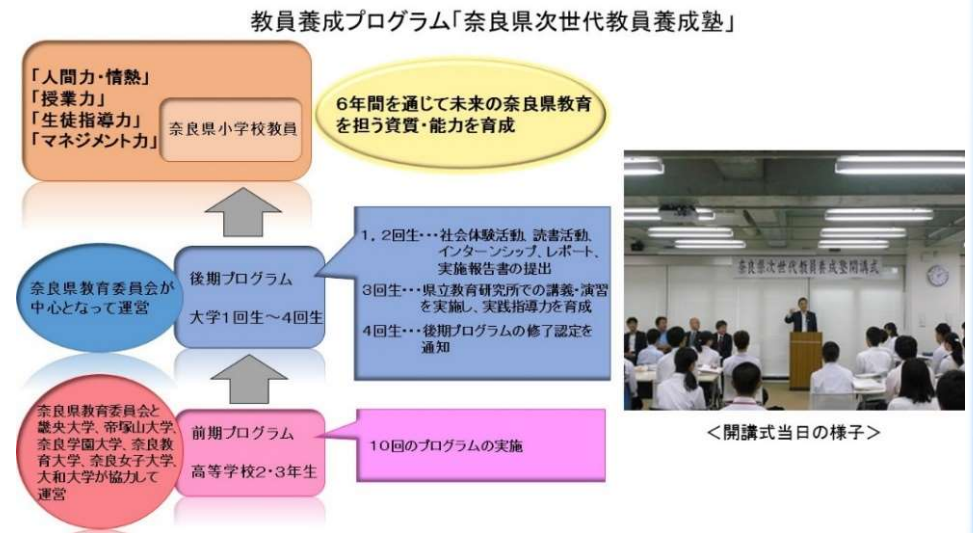 教員養成プログラム「奈良県次世代教員養成塾」
「人間力・情熱」
「授業力」
「生徒指導力」
「マネジメント力」
奈良県小学校教員
6年間を通じて未来の奈良県教育
を担う資質・能力を育成
奈良県教育委員会が
中心となって運営
後期プログラム
大学1回生~4回生
1，2回生・・・社会体験活動、読書活動、
インターンシップ、レポート、
実施報告書の提出
3回生・・・県立教育研究所での講義・演習
を実施し、実践指導力を育成
4回生・・・後期プログラムの修了認定を
通知
奈良県教育委員会と
畿央大学、帝塚山大学、
奈良学園大学、奈良教
育大学、奈良女子大学、
大和大学が協力して
運営
前期プログラム
高等学校2・3年生
10回のプログラムの実施
奈良県次世代教員養成塾開講式
<開講式当日の様子>